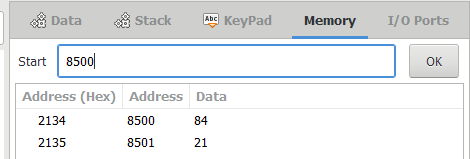 Data Stack Abc KeyPad Memory I/O Ports
Start 8500 OK
Address (Hex) Address Data
2134 8500 84
2135 8501 21